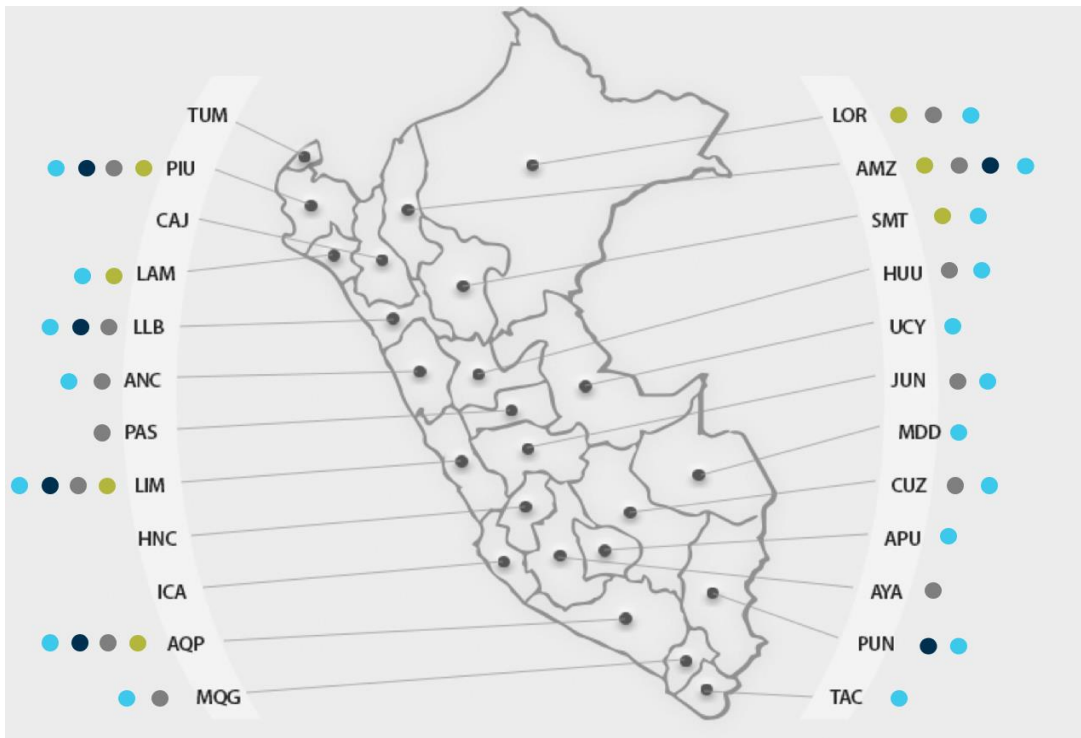 TUM
PIU
CAJ
LAM
LLB
ANC
PAS
LIM
HNC
ICA
AQP
MQG
LOR
AMZ
SMT
HUU
UCY
JUN
MDD
CUZ
APU
AYA
PUN
TAC